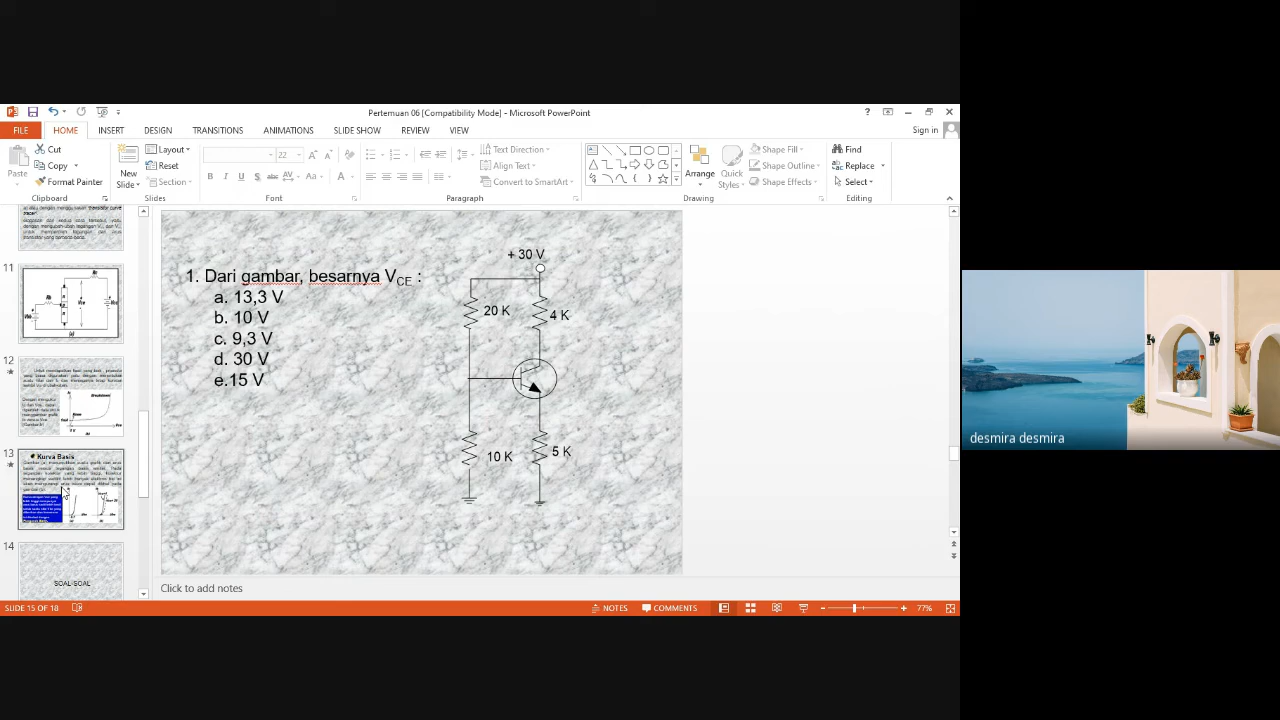 Pertemuan 06 [Compatibility Mode] - Microsoft PowerPoint
Sign in
FILE HOME INSERT DESIGN TRANSITIONS ANIMATIONS SLIDE SHOW REVIEW VIEW
Paste
Cut
Copy
Format Painter
Clipboard
New Slide
Layout
Reset
Section
Slides
22
Font
Paragraph
Text Direction
Align Text
Convert to SmartArt
Arrange
Quick Styles
Shape Fill
Shape Outline
Shape Effects
Drawing
Find
Replace
Select
Editing
11
12
13
Kurva Basis
14
SOAL-SOAL
1. Dari gambar, besarnya VCE :
a. 13,3 V
b. 10 V
c. 9,3 V
d. 30 V
e.15 V
+ 30 V
20 K
4 K
10 K
5 K
Click to add notes
SLIDE 15 OF 18
NOTES
COMMENTS
77%
desmira desmira